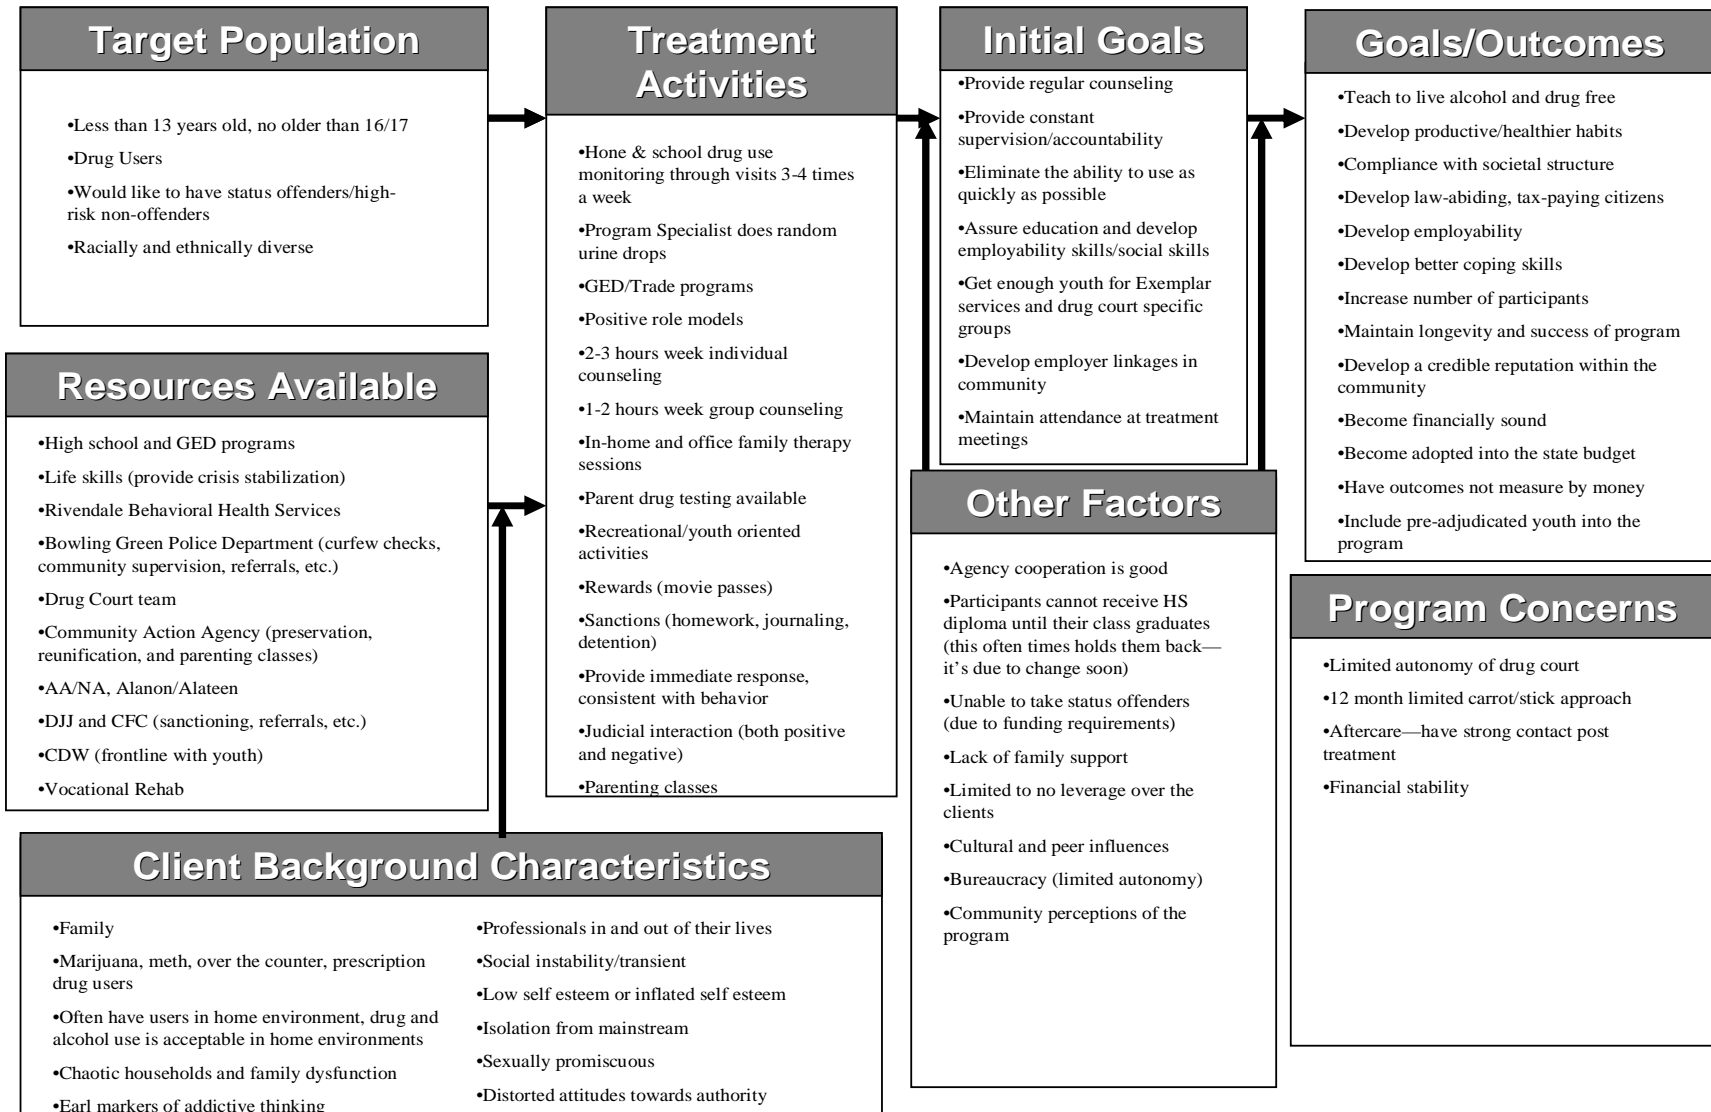 Target Population
•Less than 13 years old, no older than 16/17
•Drug Users
•Would like to have status offenders/high-
risk non-offenders
•Racially and ethnically diverse
Resources Available
•High school and GED programs
•Life skills (provide crisis stabilization)
•Rivendale Behavioral Health Services
•Bowling Green Police Department (curfew checks,
community supervision, referrals, etc.)
•Drug Court team
•Community Action Agency (preservation,
reunification, and parenting classes)
•AA/NA, Alanon/Alateen
•DJJ and CFC (sanctioning, referrals, etc.)
•CDW (frontline with youth)
•Vocational Rehab
Treatment
Activities
•Hone & school drug use
monitoring through visits 3-4 times
a week
•Program Specialist does random
urine drops
•GED/Trade programs
•Positive role models
•2-3 hours week individual
counseling
•1-2 hours week group counseling
•In-home and office family therapy
sessions
•Parent drug testing available
•Recreational/youth oriented
activities
•Rewards (movie passes)
•Sanctions (homework, journaling,
detention)
•Provide immediate response,
consistent with behavior
•Judicial interaction (both positive
and negative)
•Parenting classes
Initial Goals
•Provide regular counseling
•Provide constant
supervision/accountability
•Eliminate the ability to use as
quickly as possible
•Assure education and develop
employability skills/social skills
•Get enough youth for Exemplar
services and drug court specific
groups
•Develop employer linkages in
community
•Maintain attendance at treatment
meetings
Other Factors
•Agency cooperation is good
•Participants cannot receive HS
diploma until their class graduates
(this often times holds them back—
it’s due to change soon)
•Unable to take status offenders
(due to funding requirements)
•Lack of family support
•Limited to no leverage over the
clients
•Cultural and peer influences
•Bureaucracy (limited autonomy)
•Community perceptions of the
program
Goals/Outcomes
•Teach to live alcohol and drug free
•Develop productive/healthier habits
•Compliance with societal structure
•Develop law-abiding, tax-paying citizens
•Develop employability
•Develop better coping skills
•Increase number of participants
•Maintain longevity and success of program
•Develop a credible reputation within the
community
•Become financially sound
•Become adopted into the state budget
•Have outcomes not measure by money
•Include pre-adjudicated youth into the
program
Program Concerns
•Limited autonomy of drug court
•12 month limited carrot/stick approach
•Aftercare—have strong contact post
treatment
•Financial stability
Client Background Characteristics
•Family
•Marijuana, meth, over the counter, prescription
drug users
•Often have users in home environment, drug and
alcohol use is acceptable in home environments
•Chaotic households and family dysfunction
•Earl markers of addictive thinking
•Professionals in and out of their lives
•Social instability/transient
•Low self esteem or inflated self esteem
•Isolation from mainstream
•Sexually promiscuous
•Distorted attitudes towards authority